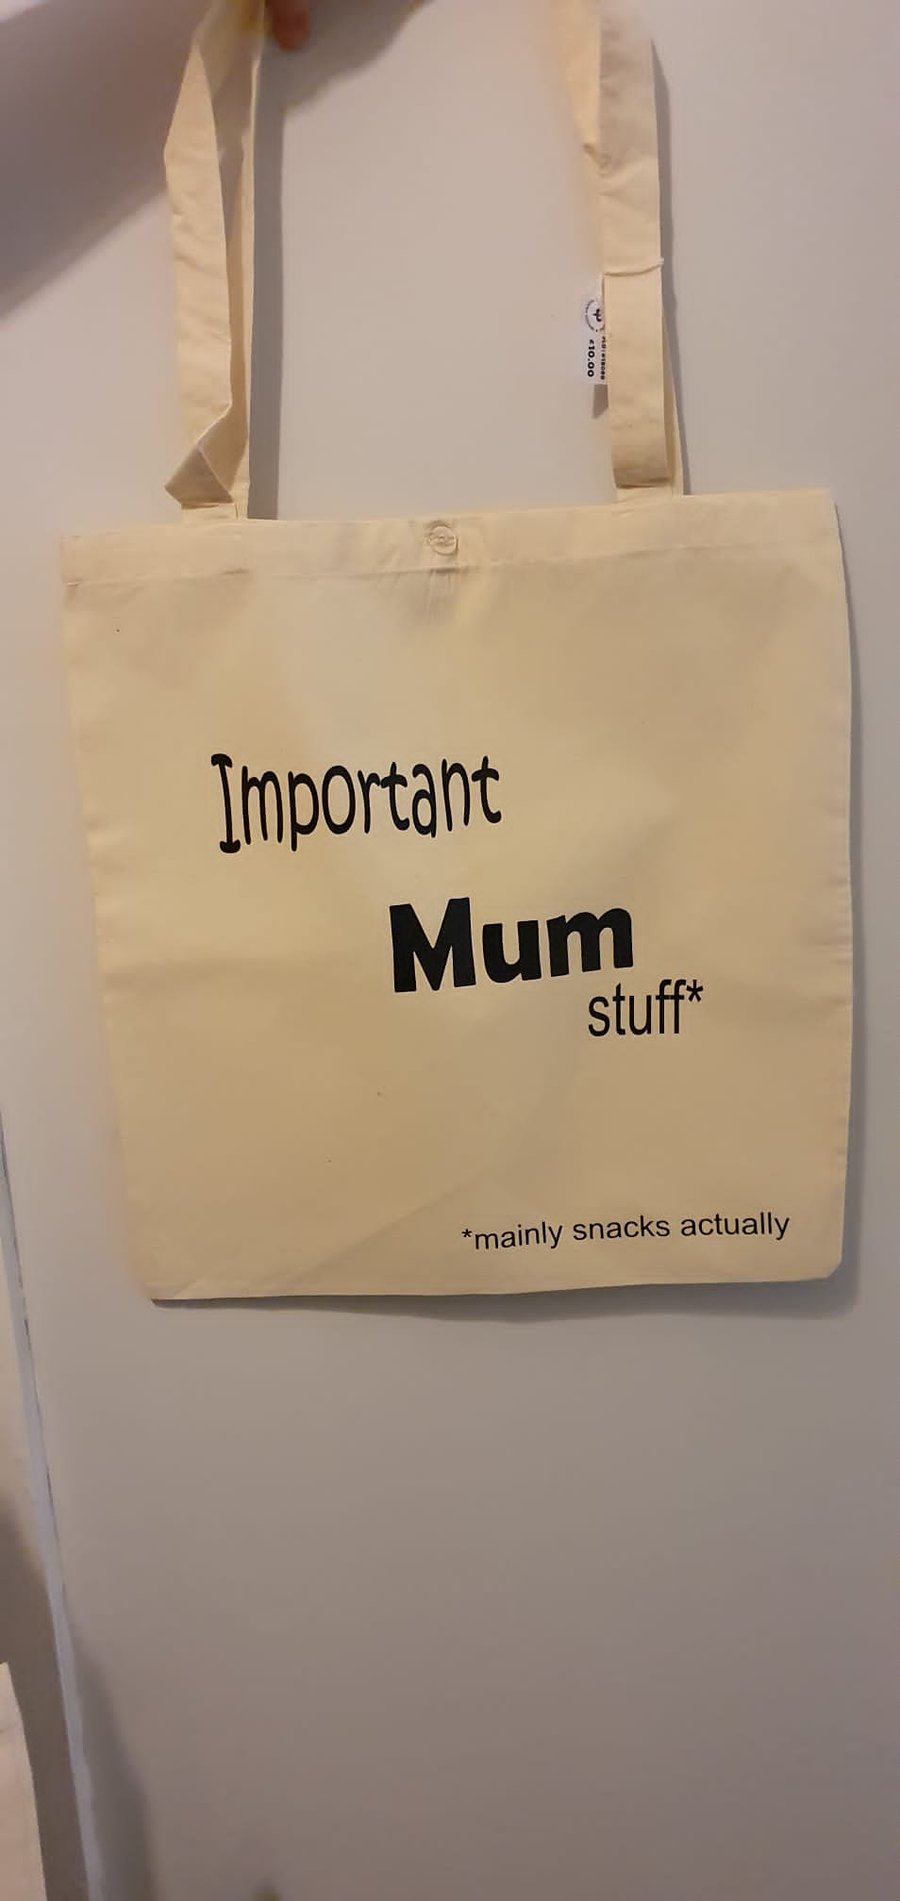 £10.00
Important
Mum
stuff*
*mainly snacks actually